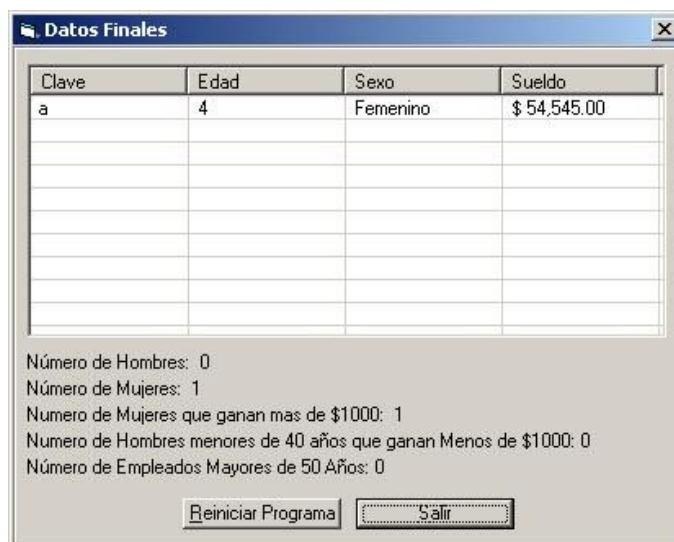 Datos Finales
Clave Edad Sexo Sueldo
a 4 Femenino $ 54,545.00
Número de Hombres: 0
Número de Mujeres: 1
Numero de Mujeres que ganan mas de $1000: 1
Numero de Hombres menores de 40 años que ganan Menos de $1000: 0
Número de Empleados Mayores de 50 Años: 0
Reiniciar Programa Salir